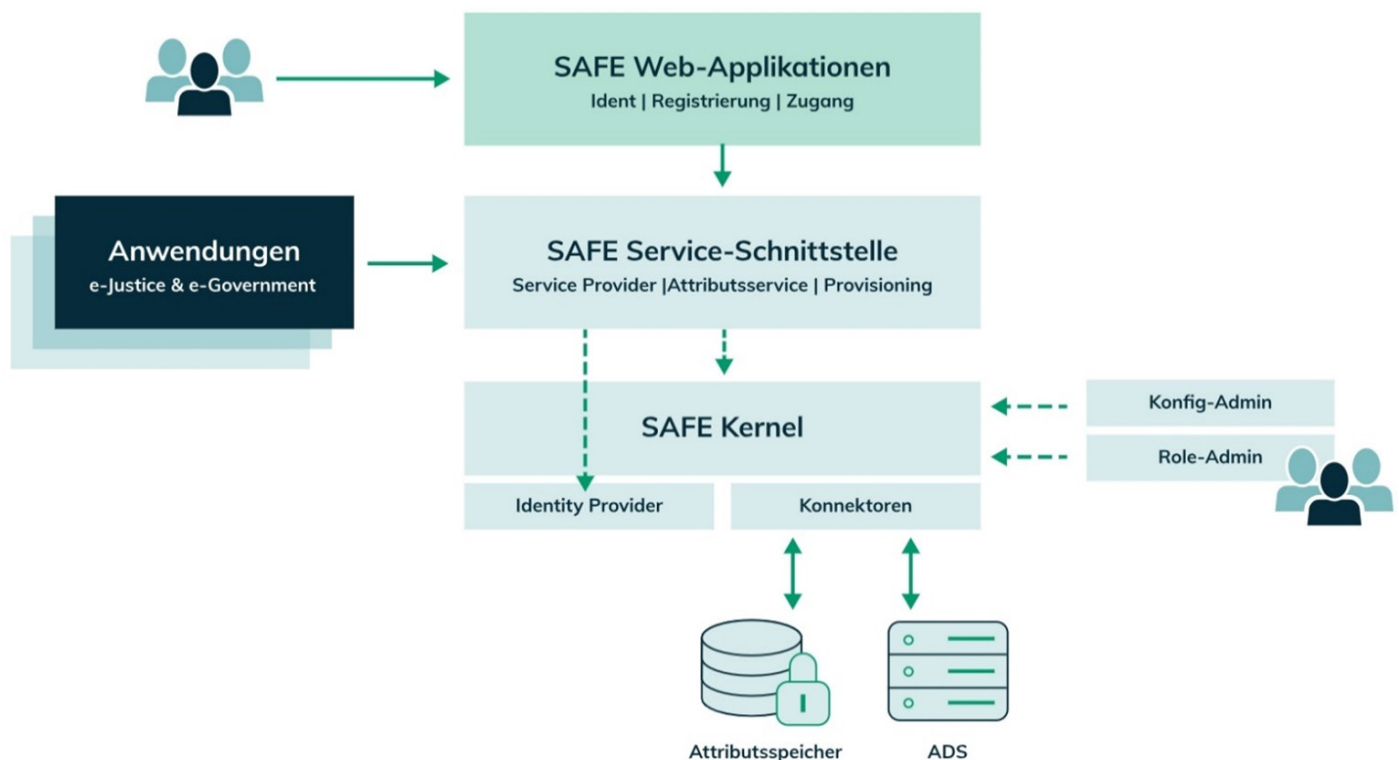 SAFE Web-Applikationen
Ident | Registrierung | Zugang
Anwendungen
e-Justice & e-Government
SAFE Service-Schnittstelle
Service Provider |Attributsservice | Provisioning
SAFE Kernel
Konfig-Admin
Role-Admin
Identity Provider
Konnektoren
Attributsspeicher
ADS